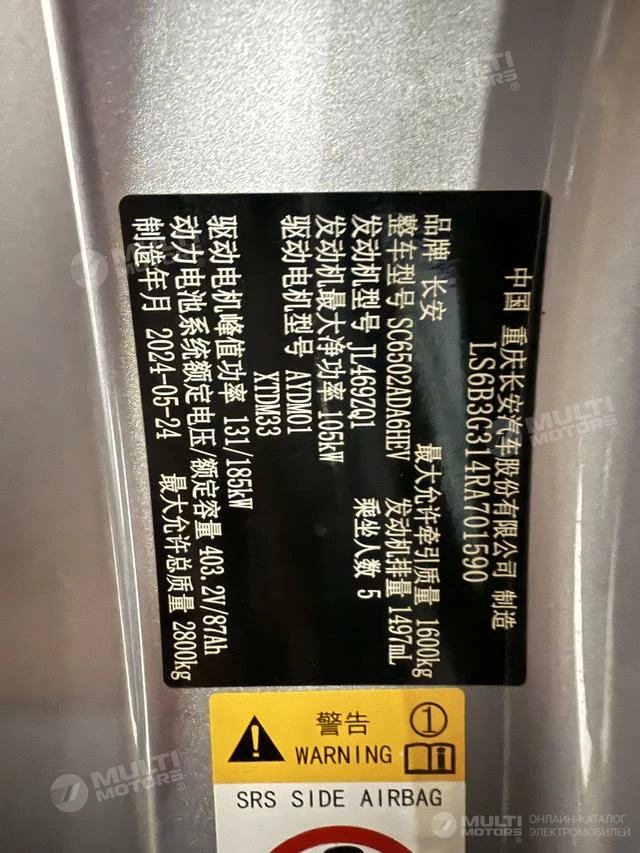 中国 重庆长安汽车股份有限公司 制造
LS6B3G314RA701590
品牌 长安 最大允许牵引质量 1600kg
整车型号 SC6502ADA6HEV 发动机排量 1497mL
发动机型号 JL469ZQ1 乘坐人数 5
发动机最大净功率 105kW
驱动电机型号 AYDM01
XTDM33
驱动电机峰值功率 131/185kW
动力电池系统额定电压/额定容量 403.2V/87Ah
制造年月 2024-05-24 最大允许总质量 2800kg
警告 ①
WARNING
SRS SIDE AIRBAG
MULTI MOTORS®
MULTI MOTORS®
MULTI MOTORS®
MULTI MOTORS®
MULTI MOTORS® ОНЛАЙН-КАТАЛОГ ЭЛЕКТРОМОБИЛЕЙ